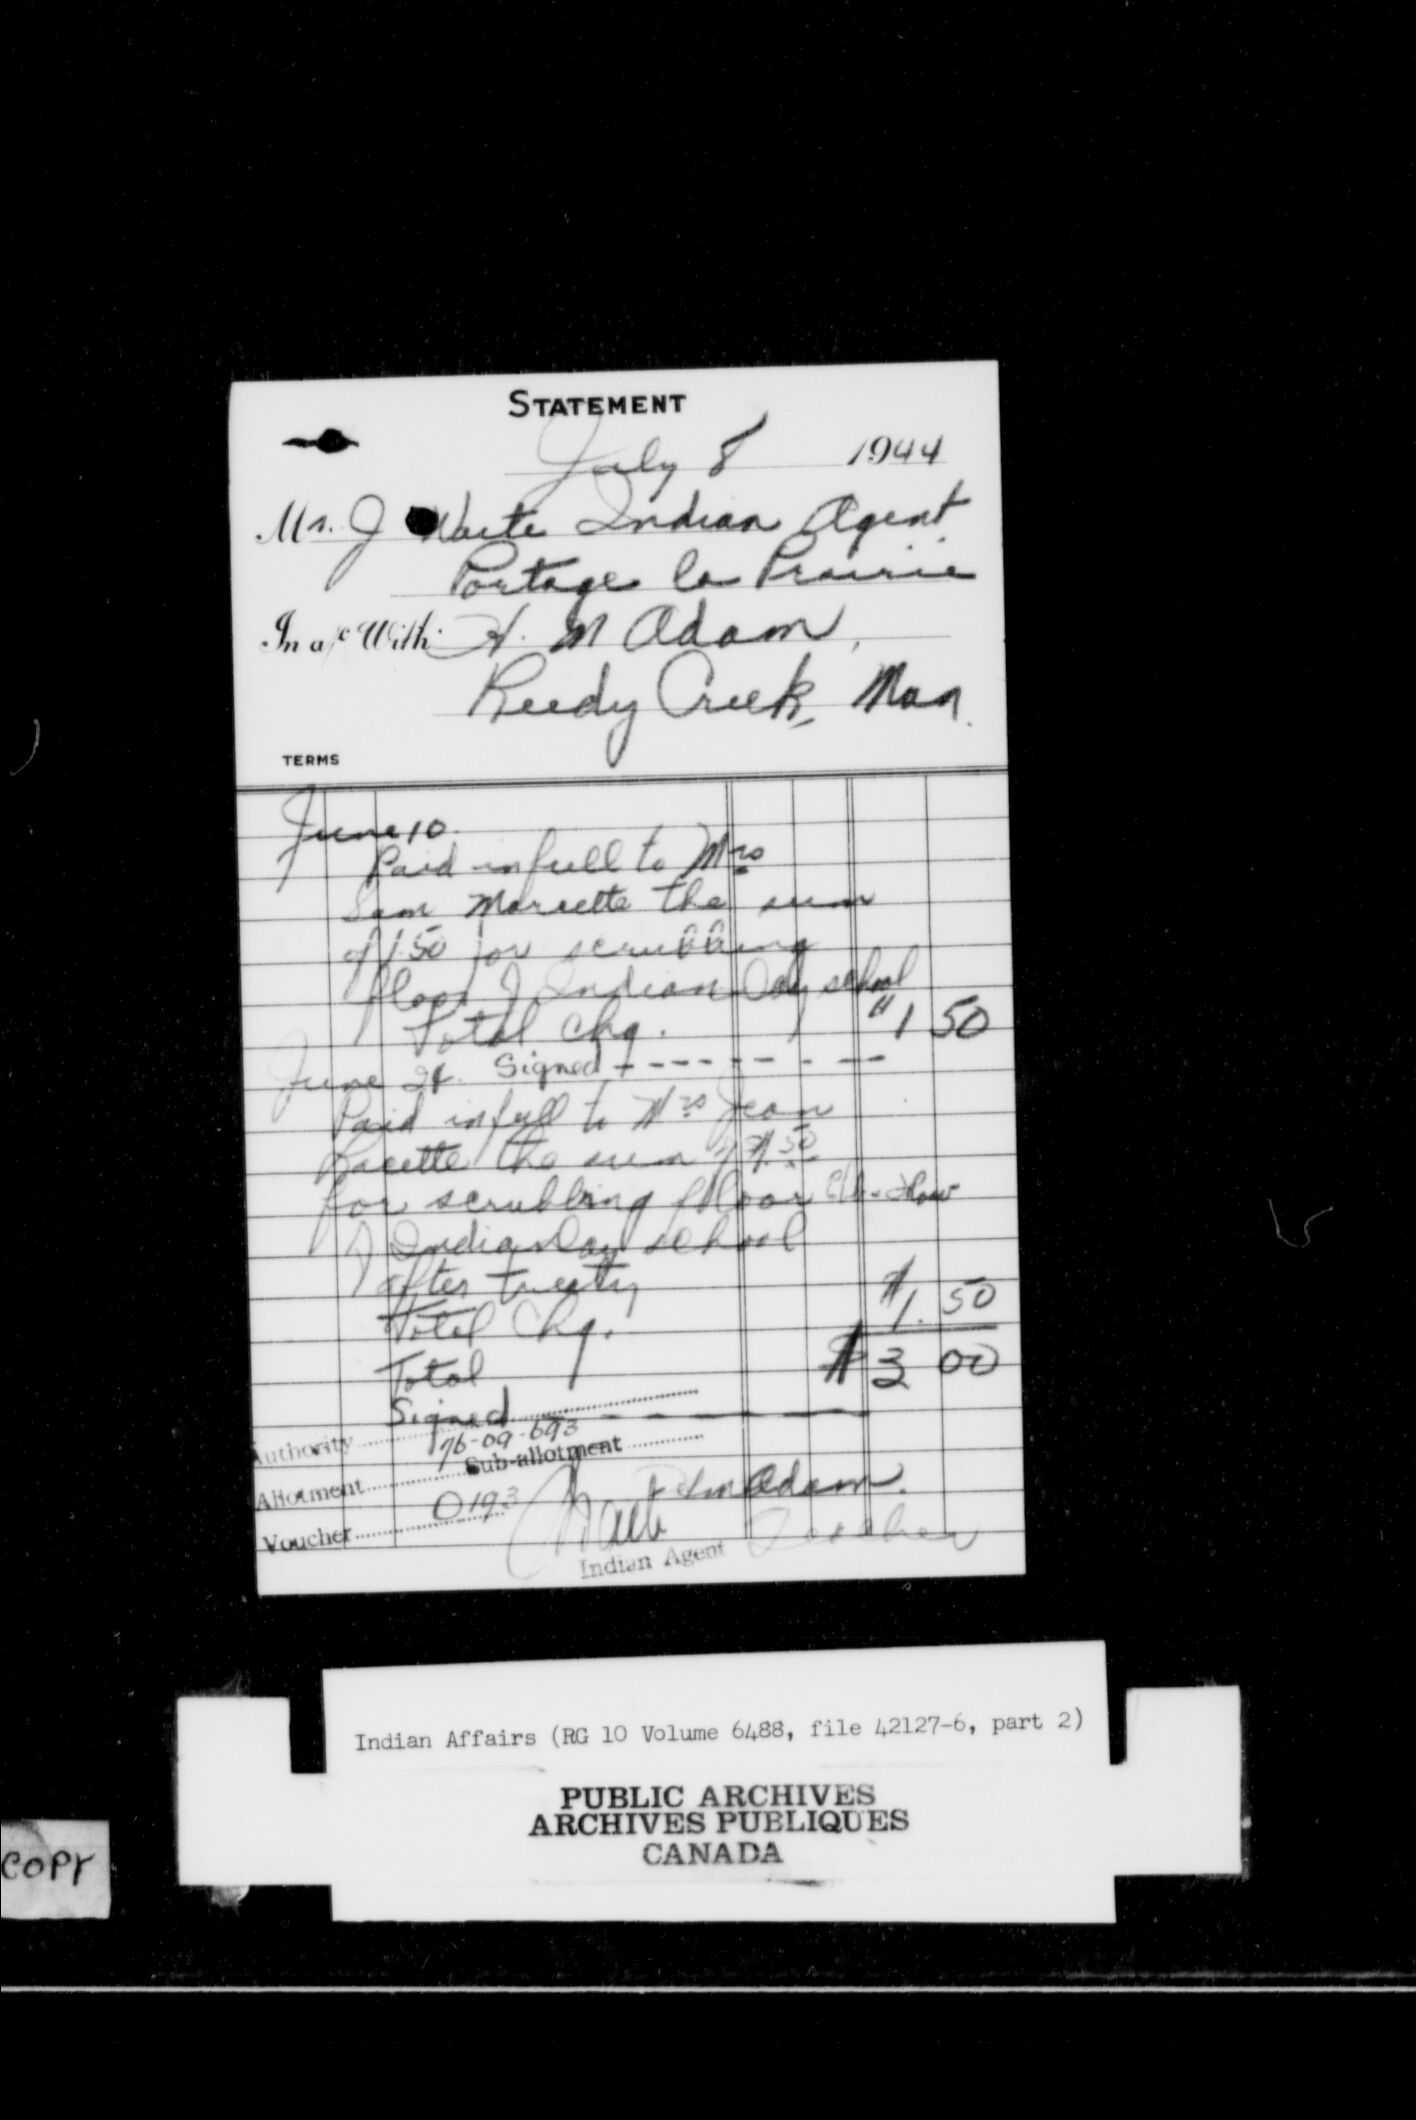 STATEMENT
July 8 1944
Mr. J Waite Indian Agent
Portage la Prairie
In a/c With H. M Adam,
Reedy Creek, Man.
TERMS
June 10.
Paid in full to Mrs
Sam Marcette the sum
of 1.50 for scrubbing
floor of Indian Day school
Total Chg. $1 50
June 24. Signed - - - - - - - -
Paid in full to Mrs Jean
Racette the sum of $1.50
for scrubbing floor
of Indian Day school
after treaty
Total Chg. $1.50
Total $3 00
Signed - - - - - -
Authority 76-09-693
Allotment Sub-allotment
Voucher 0193
Waite HM Adam.
Indian Agent Teacher
Indian Affairs (RG 10 Volume 6488, file 42127-6, part 2)
PUBLIC ARCHIVES
ARCHIVES PUBLIQUES
CANADA
COPY